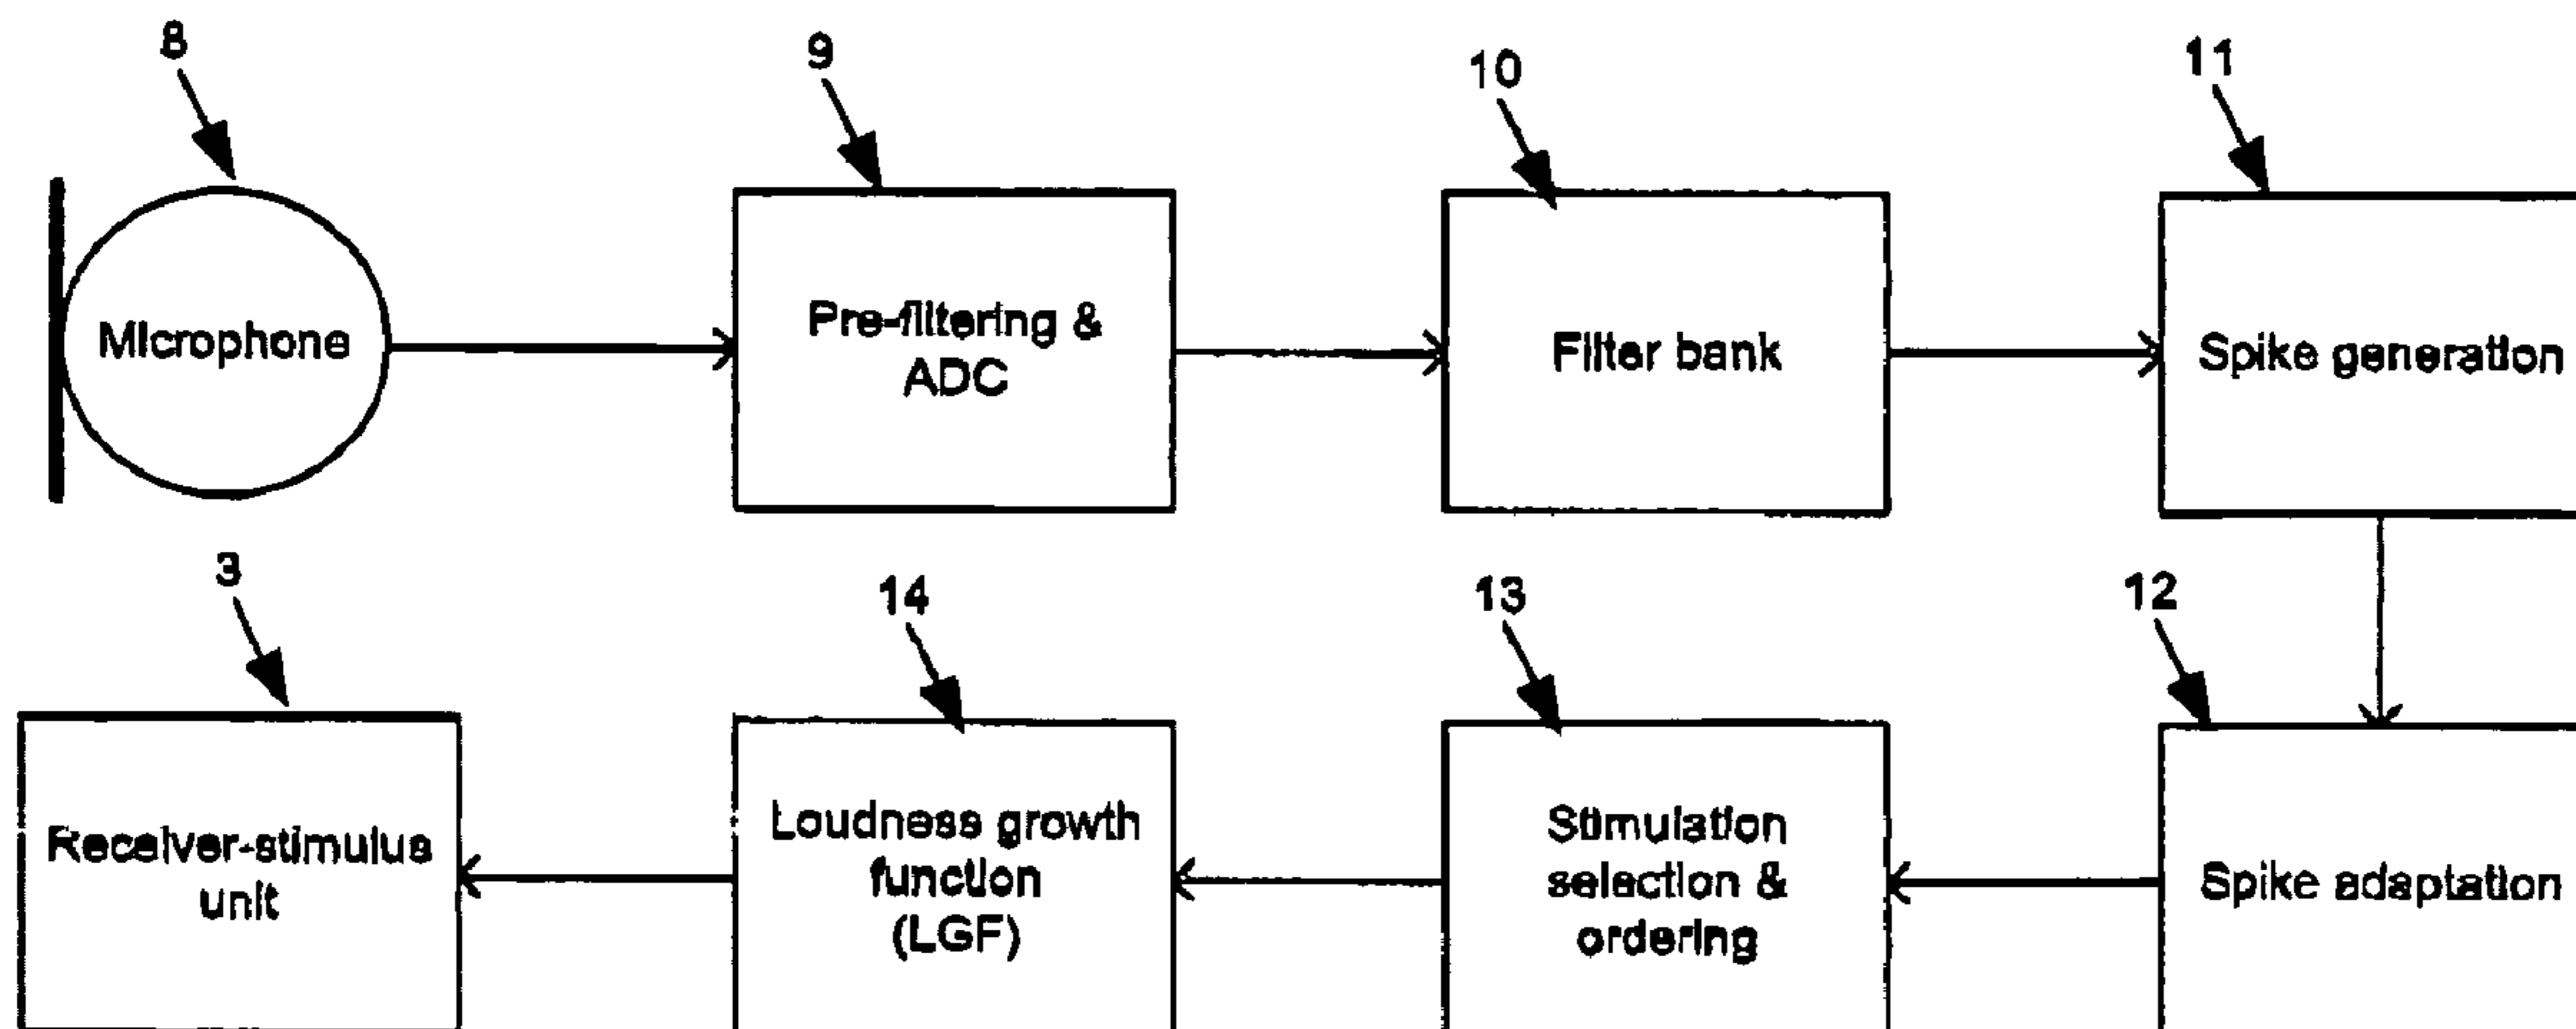 8
9
10
11
Microphone
Pre-filtering &
ADC
Filter bank
Spike generation
3
14
13
12
Receiver-stimulus
unit
Loudness growth
function
(LGF)
Stimulation
selection &
ordering
Spike adaptation